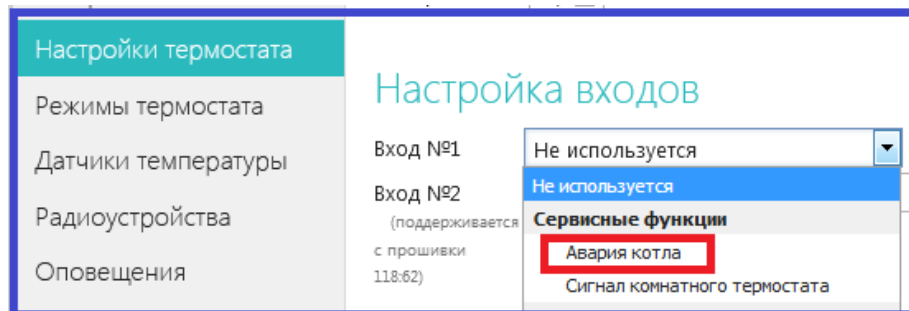 Настройки термостата
Режимы термостата
Датчики температуры
Радиоустройства
Оповещения
Настройка входов
Вход №1
Не используется
Вход №2
(поддерживается
с прошивки
118:62)
Не используется
Сервисные функции
Авария котла
Сигнал комнатного термостата